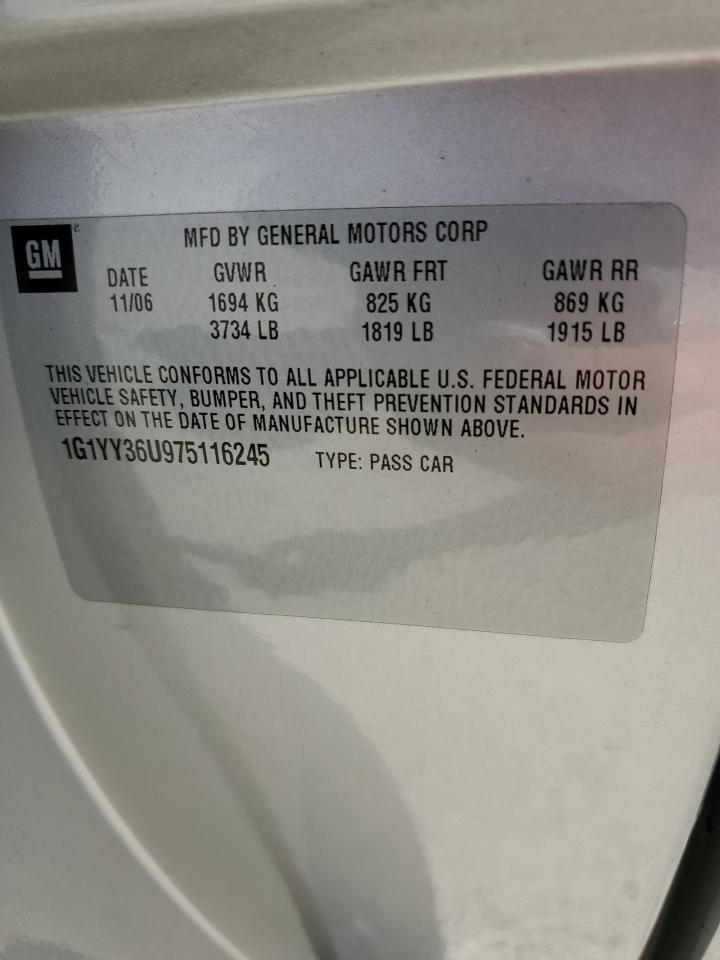 GM®
MFD BY GENERAL MOTORS CORP
DATE GVWR GAWR FRT GAWR RR
11/06 1694 KG 825 KG 869 KG
3734 LB 1819 LB 1915 LB
THIS VEHICLE CONFORMS TO ALL APPLICABLE U.S. FEDERAL MOTOR
VEHICLE SAFETY, BUMPER, AND THEFT PREVENTION STANDARDS IN
EFFECT ON THE DATE OF MANUFACTURE SHOWN ABOVE.
1G1YY36U975116245 TYPE: PASS CAR